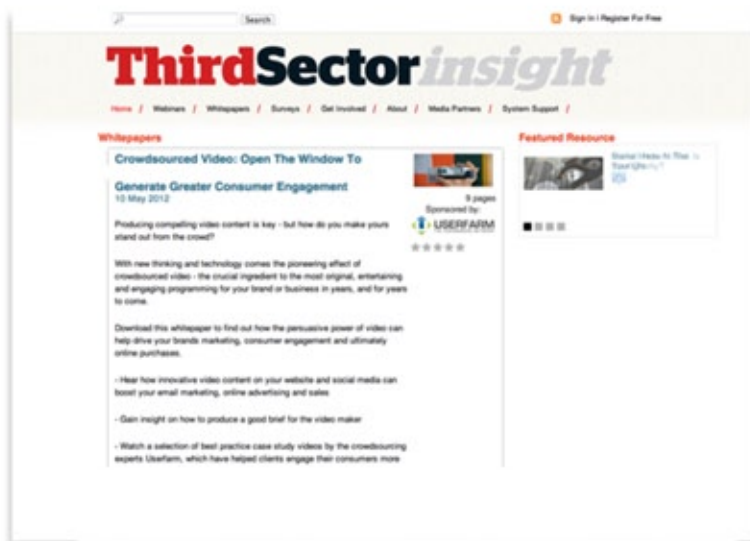 Search
Sign In | Register For Free
ThirdSectorinsight
Home / Webinars / Whitepapers / Surveys / Get Involved / About / Media Partners / System Support /
Whitepapers
Featured Resource
Crowdsourced Video: Open The Window To
Generate Greater Consumer Engagement
10 May 2012
9 pages
Sponsored by:
USERFARM
Producing compelling video content is key - but how do you make yours
stand out from the crowd?
With new thinking and technology comes the pioneering effect of
crowdsourced video - the crucial ingredient to the most original, entertaining
and engaging programming for your brand or business in years, and for years
to come.
Download this whitepaper to find out how the persuasive power of video can
help drive your brands marketing, consumer engagement and ultimately
online purchases.
- Hear how innovative video content on your website and social media can
boost your email marketing, online advertising and sales
- Gain insight on how to produce a good brief for the video maker
- Watch a selection of best practice case study videos by the crowdsourcing
experts Userfarm, which have helped clients engage their consumers more